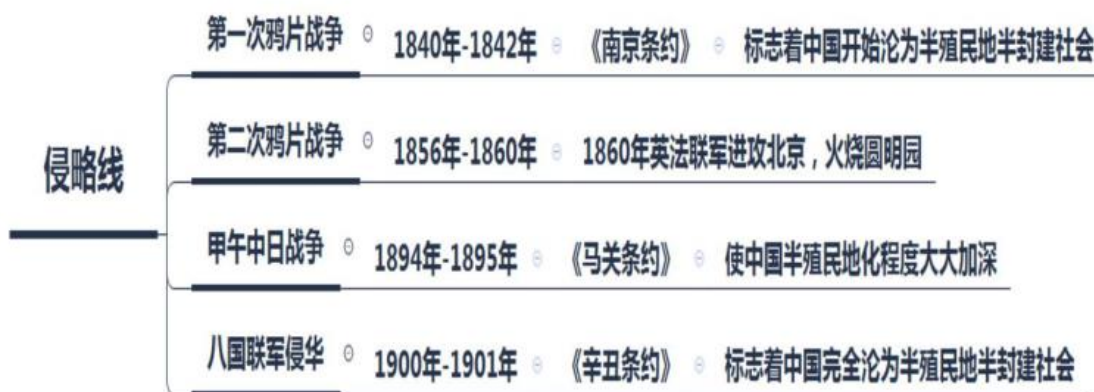 第一次鸦片战争 1840年-1842年 《南京条约》 标志着中国开始沦为半殖民地半封建社会
第二次鸦片战争 1856年-1860年 1860年英法联军进攻北京，火烧圆明园
侵略线
甲午中日战争 1894年-1895年 《马关条约》 使中国半殖民地化程度大大加深
八国联军侵华 1900年-1901年 《辛丑条约》 标志着中国完全沦为半殖民地半封建社会